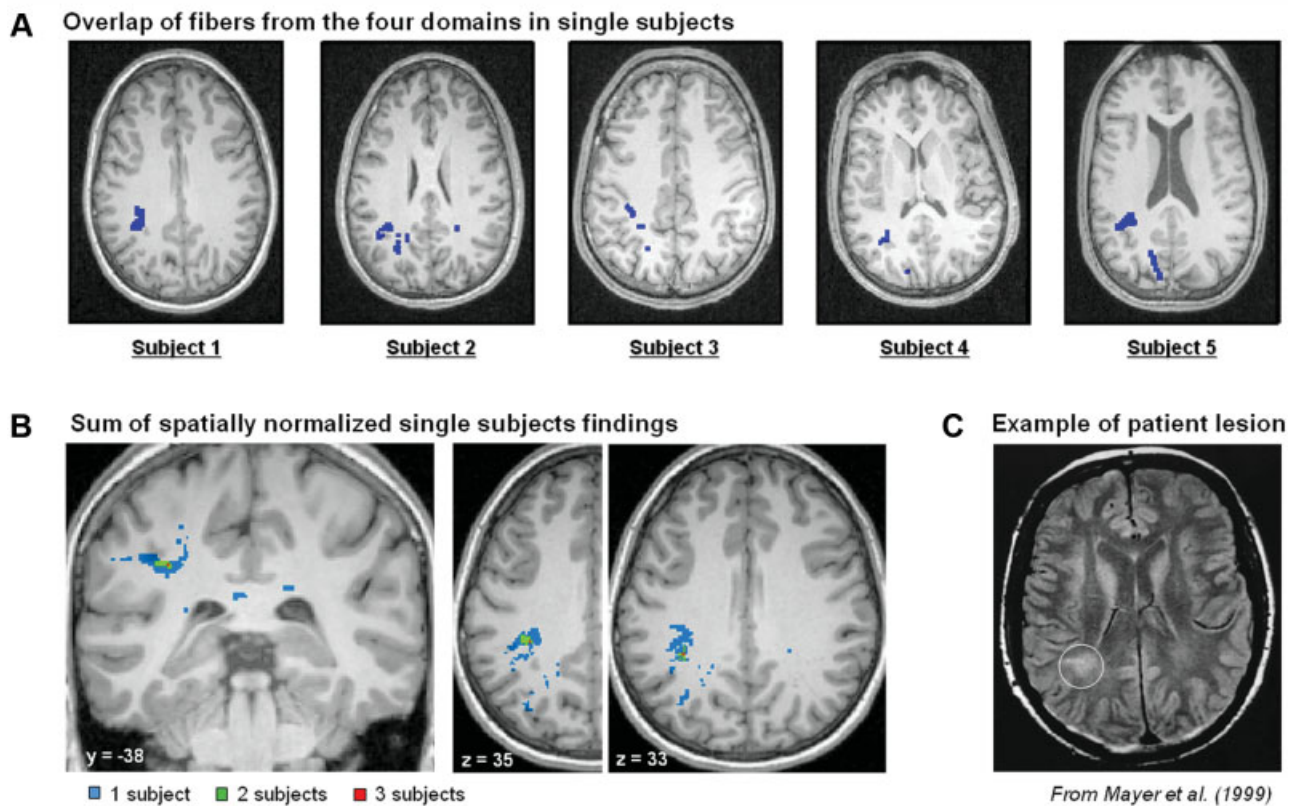 A Overlap of fibers from the four domains in single subjects
Subject 1 Subject 2 Subject 3 Subject 4 Subject 5
B Sum of spatially normalized single subjects findings
y = -38
z = 35
z = 33
1 subject 2 subjects 3 subjects
C Example of patient lesion
From Mayer et al. (1999)